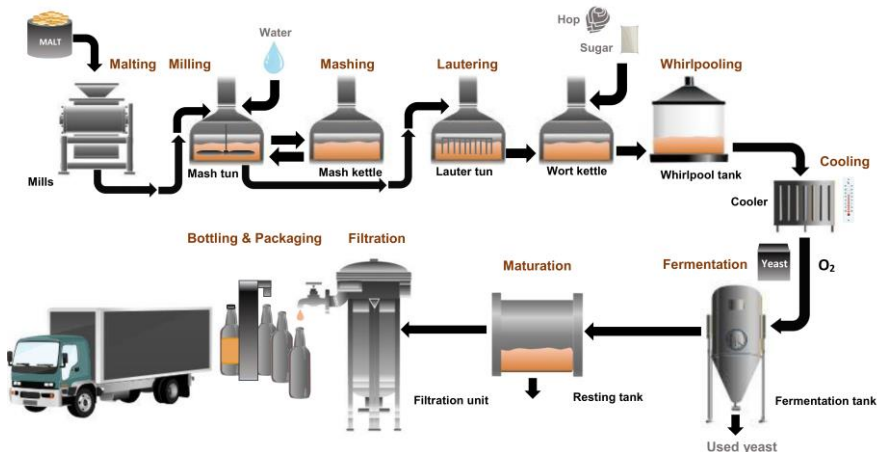 MALT
Malting
Milling
Water
Mashing
Lautering
Hop
Sugar
Whirlpooling
Mills
Mash tun
Mash kettle
Lauter tun
Wort kettle
Whirlpool tank
Cooling
Cooler
Bottling & Packaging
Filtration
Maturation
Fermentation
Yeast
O₂
Filtration unit
Resting tank
Fermentation tank
Used yeast